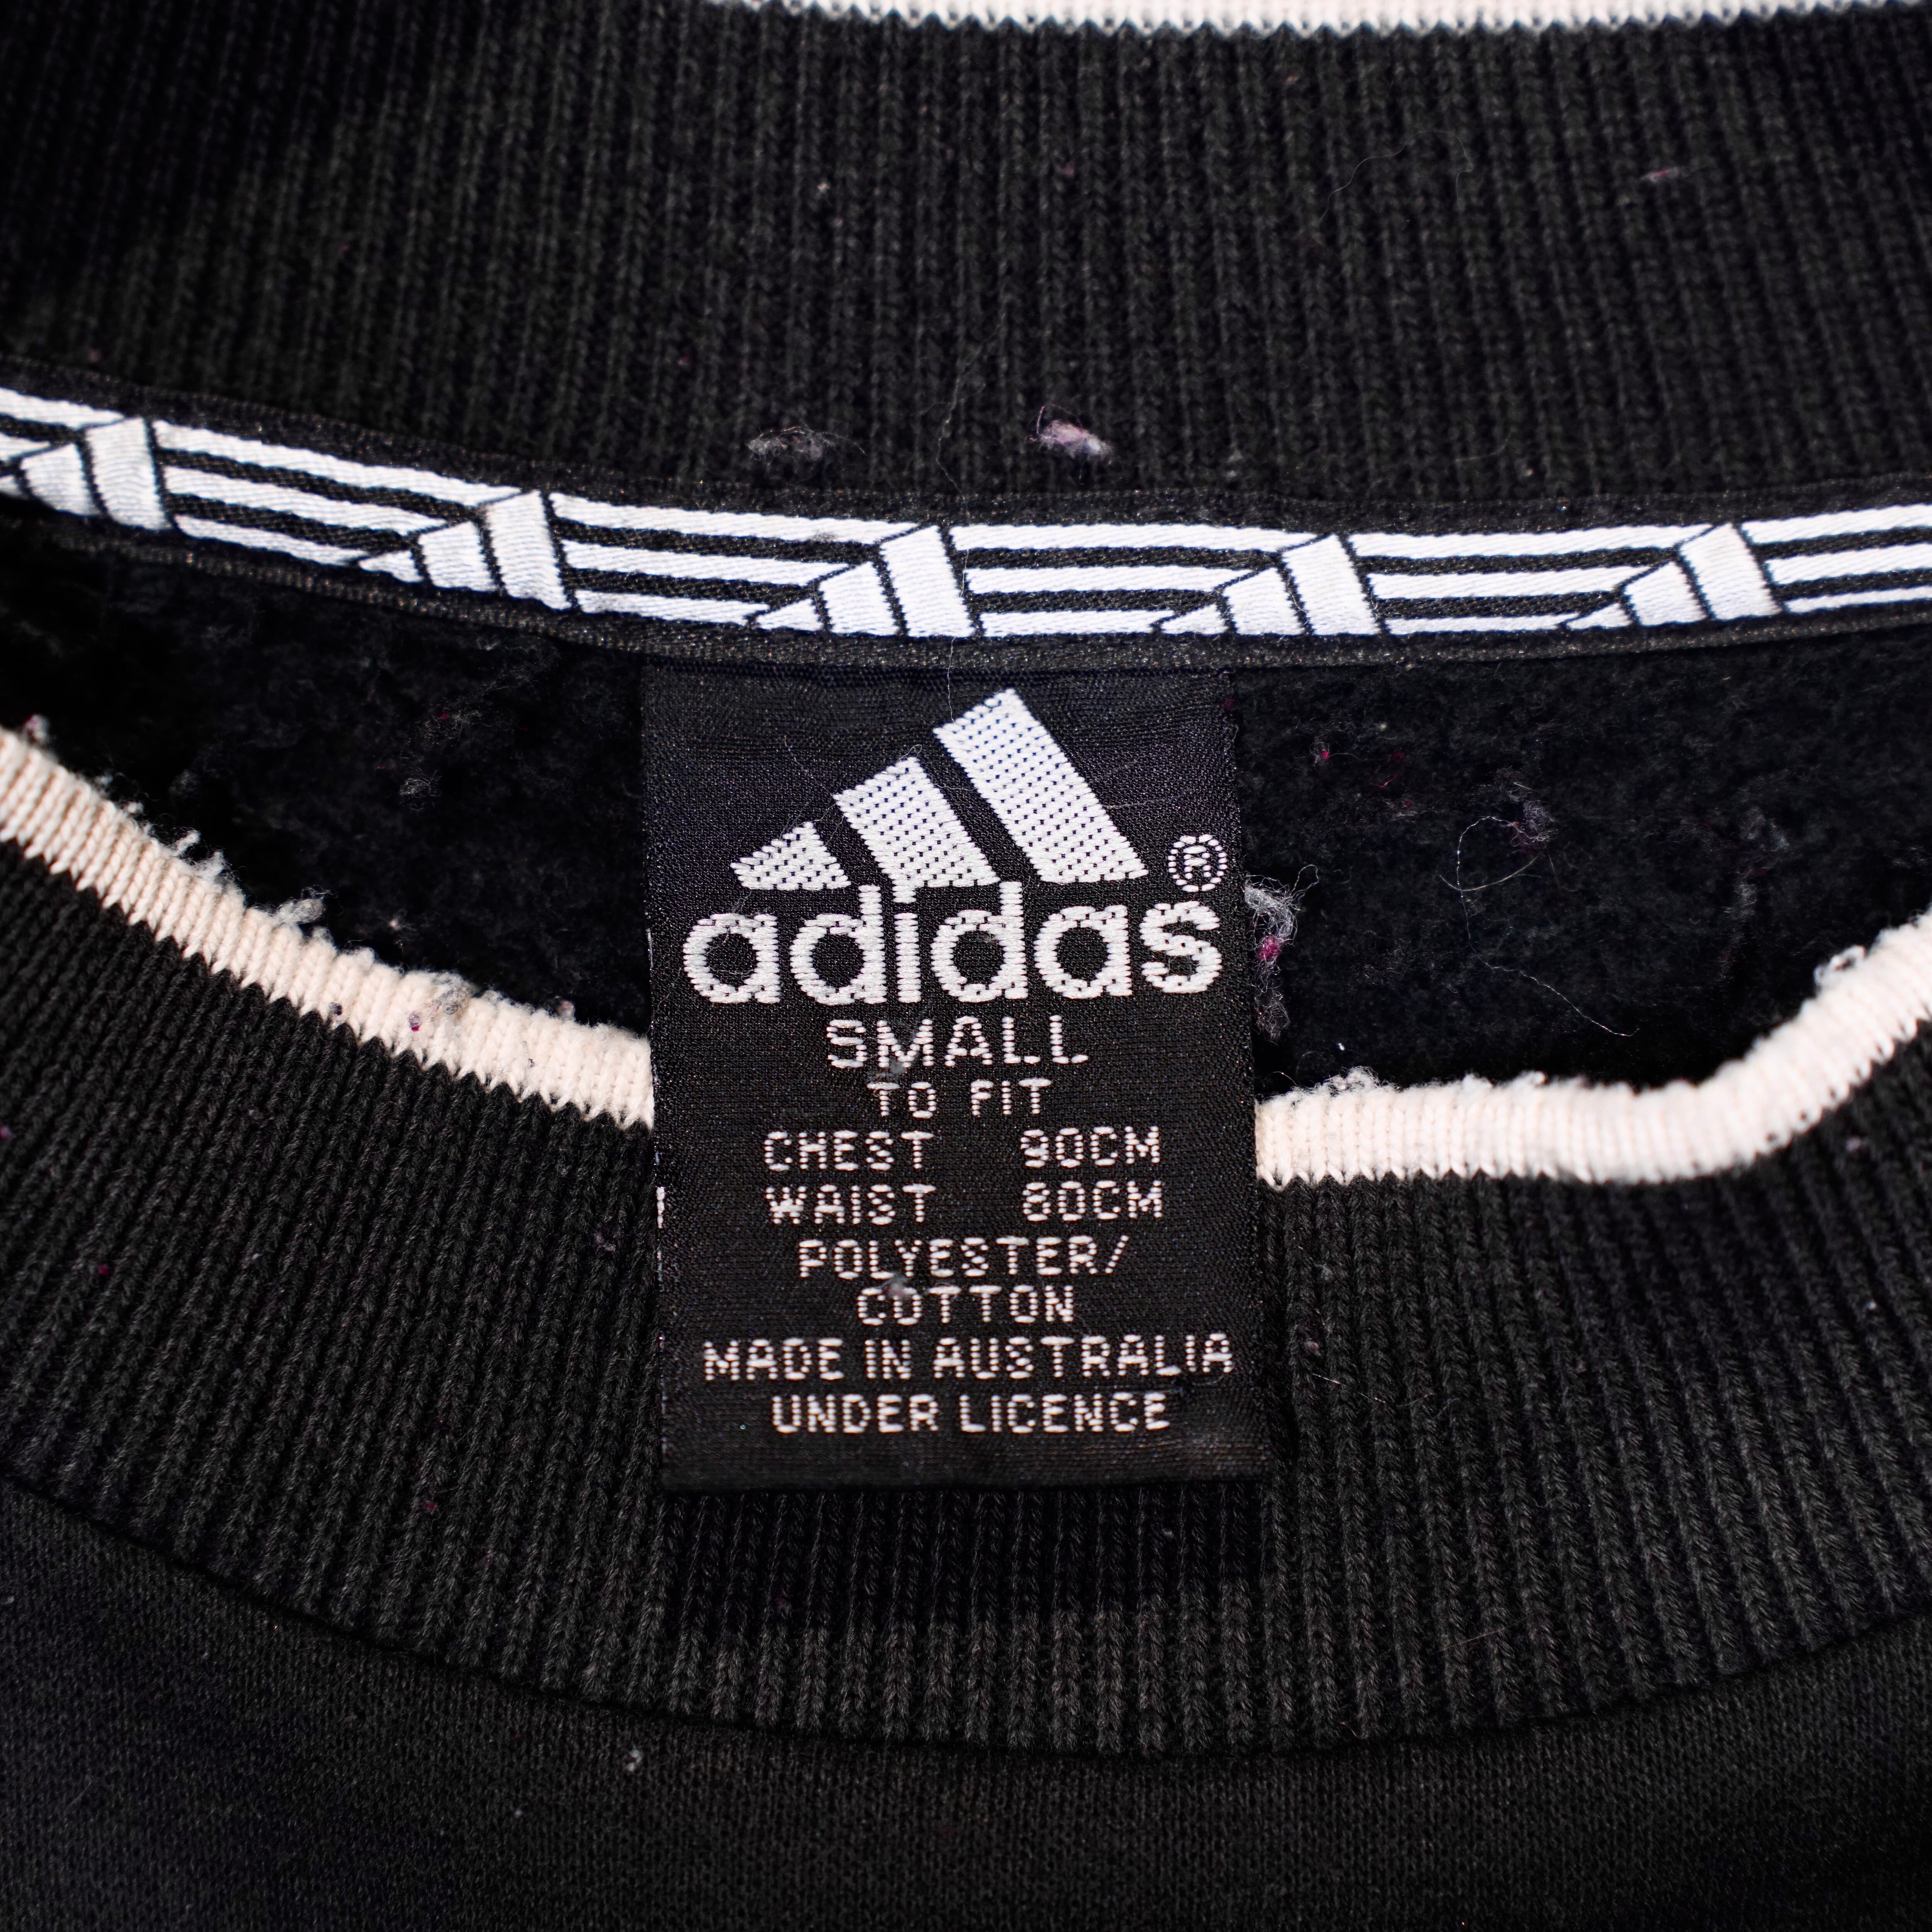 adidas®
SMALL
TO FIT
CHEST 90CM
WAIST 80CM
POLYESTER/
COTTON
MADE IN AUSTRALIA
UNDER LICENCE